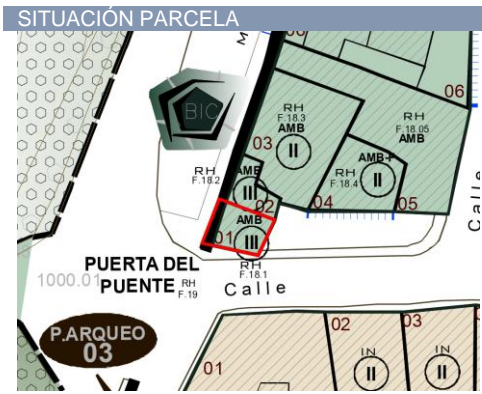 SITUACIÓN PARCELA
M
06
BIC
RH
F.18.3
AMB
II
RH
F.18.05
AMB
03
AMB+
RH
F.18.4
II
RH
F.18.2
AMB
III
02
04
05
01
AMB
III
RH
F.18.1
Calle
PUERTA DEL
PUENTE
RH
F.19
1000.01
Calle
P.ARQUEO
03
01
02
03
IN
II
IN
II